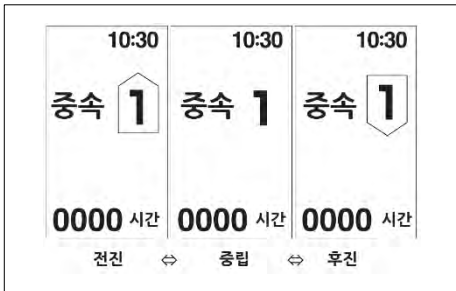 10:30 10:30 10:30
중속 1 중속 1 중속 1
0000 시간 0000 시간 0000 시간
전진 ⇔ 중립 ⇔ 후진